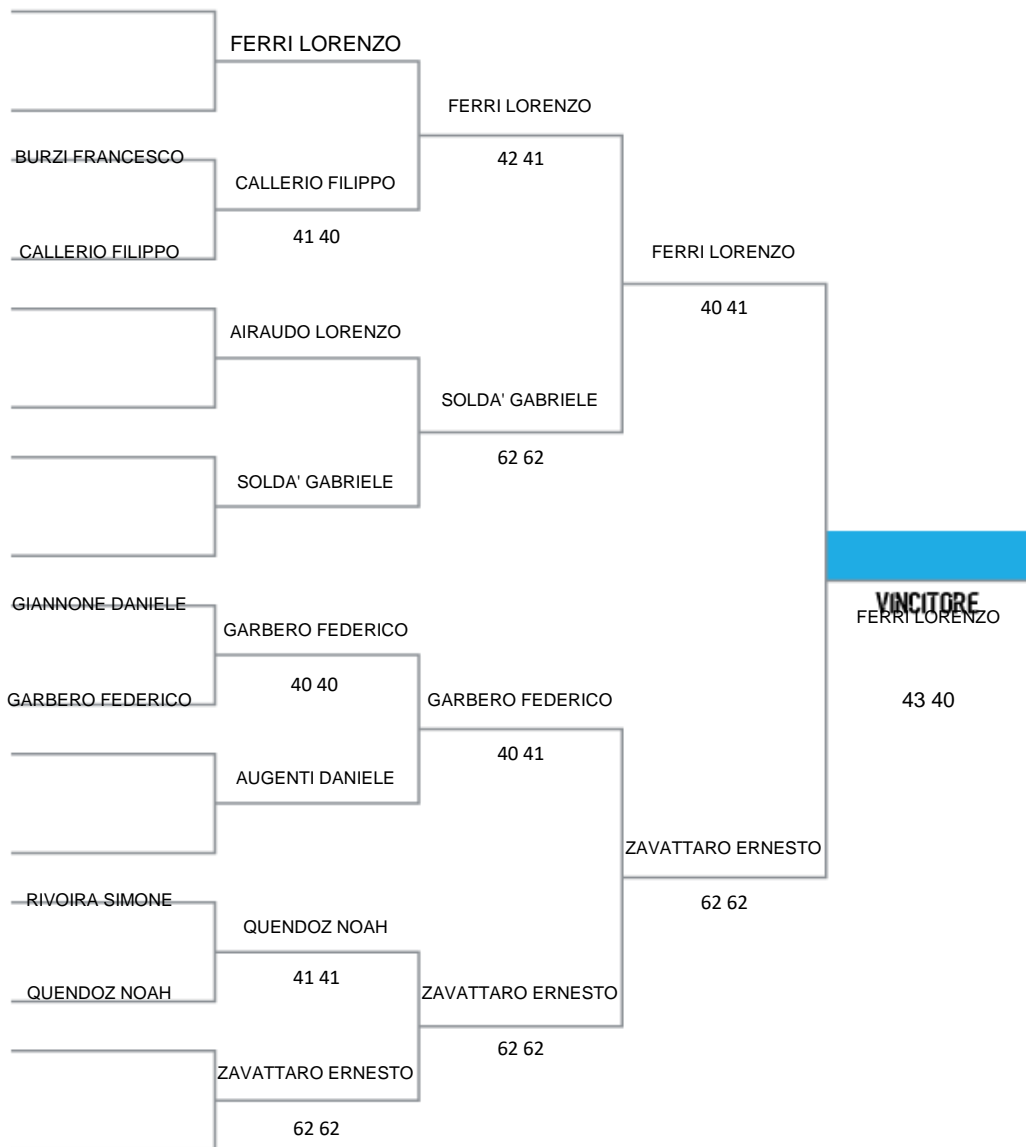 FERRI LORENZO
FERRI LORENZO
BURZI FRANCESCO
42 41
CALLERIO FILIPPO
41 40
CALLERIO FILIPPO
FERRI LORENZO
40 41
AIRAUDO LORENZO
SOLDA' GABRIELE
62 62
SOLDA' GABRIELE
GIANNONE DANIELE
VINCITORE
FERRI LORENZO
GARBERO FEDERICO
40 40
GARBERO FEDERICO
GARBERO FEDERICO
43 40
40 41
AUGENTI DANIELE
ZAVATTARO ERNESTO
62 62
RIVOIRA SIMONE
QUENDOZ NOAH
41 41
QUENDOZ NOAH
ZAVATTARO ERNESTO
62 62
ZAVATTARO ERNESTO
62 62